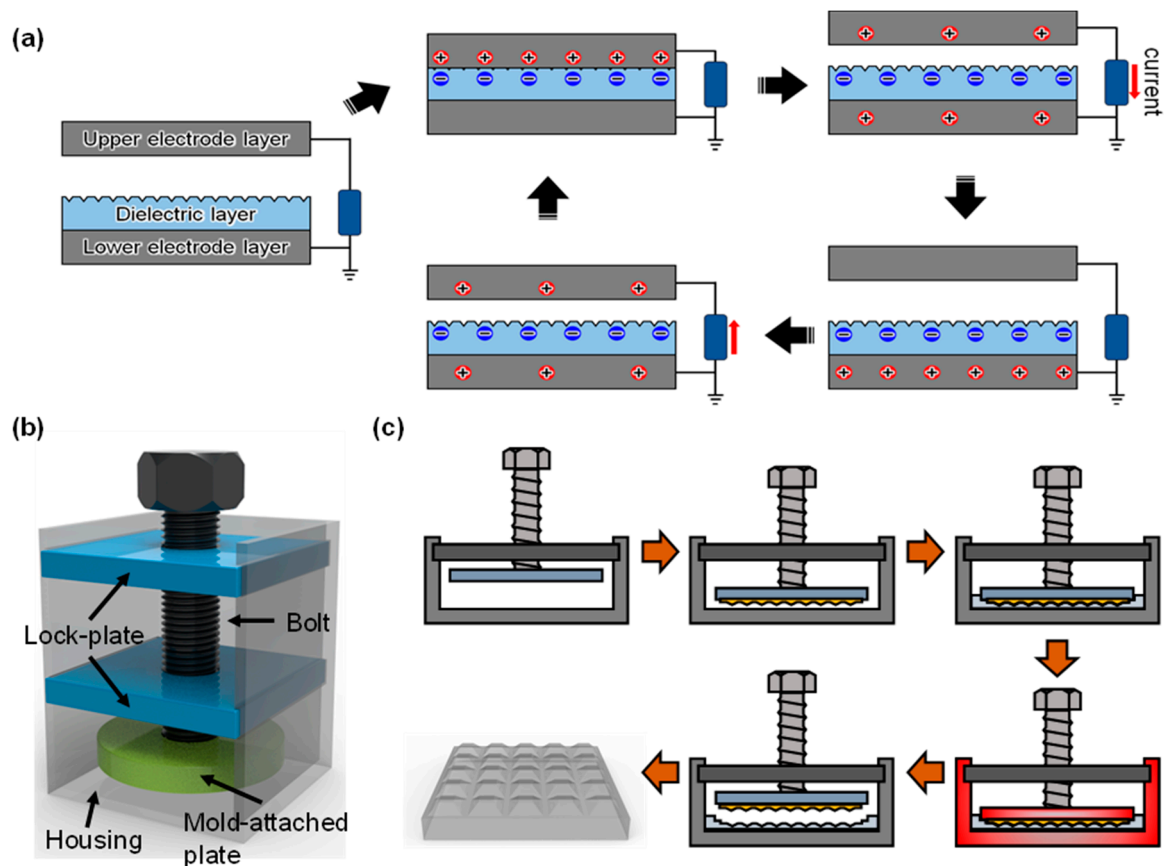 (a)
Upper electrode layer
Dielectric layer
Lower electrode layer
current
(b)
Lock-plate
Bolt
Housing
Mold-attached
plate
(c)